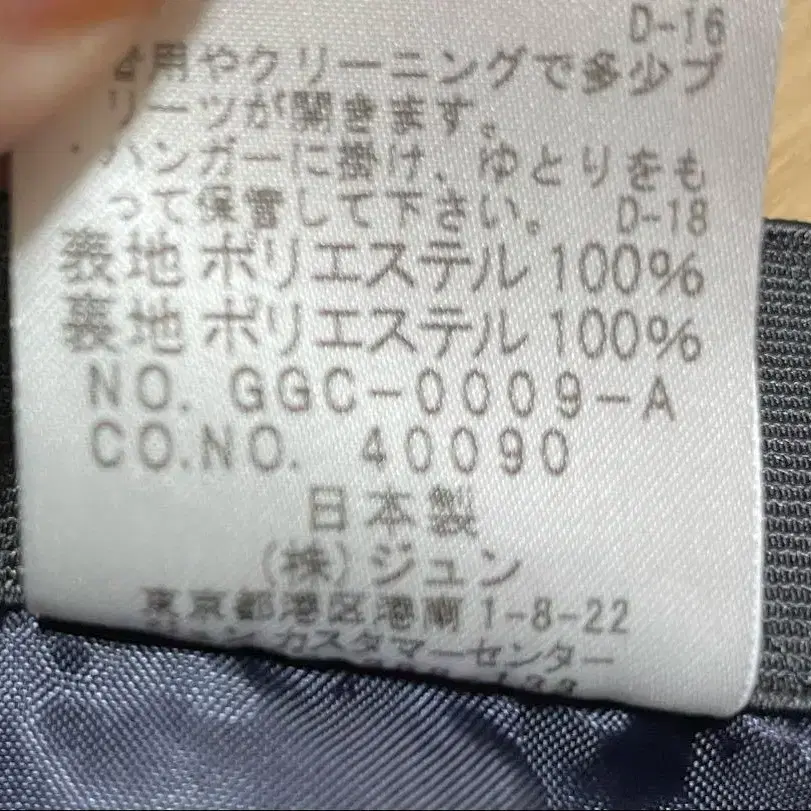 D-16
着用やクリーニングで多少プ
リーツが開きます。
・ハンガーに掛け、ゆとりをも
って保管して下さい。 D-18
表地 ポリエステル 100%
裏地 ポリエステル 100%
NO. GGC-0009-A
CO.NO. 40090
日本製
(株)ジュン
東京都港区港南 1-8-22
ジュンカスタマーセンター